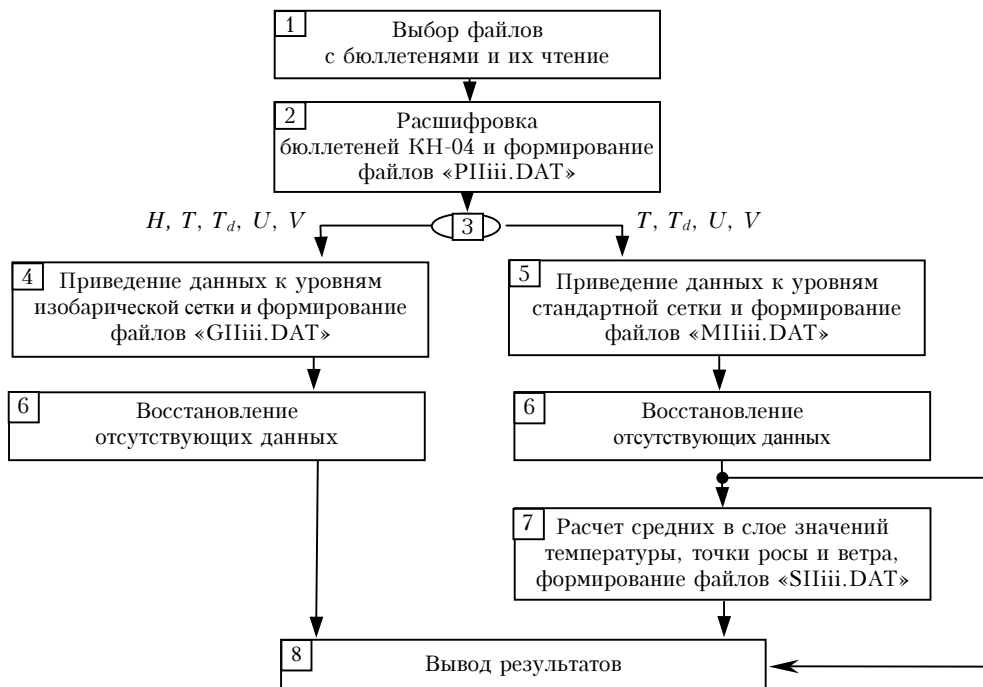 1
Выбор файлов
с бюллетенями и их чтение
2
Расшифровка
бюллетеней КН-04 и формирование
файлов «PIIiii.DAT»
H, T, T_d, U, V
3
T, T_d, U, V
4
Приведение данных к уровням
изобарической сетки и формирование
файлов «GIIiii.DAT»
5
Приведение данных к уровням
стандартной сетки и формирование
файлов «MIIiii.DAT»
6
Восстановление
отсутствующих данных
6
Восстановление
отсутствующих данных
7
Расчет средних в слое значений
температуры, точки росы и ветра,
формирование файлов «SIIiii.DAT»
8
Вывод результатов